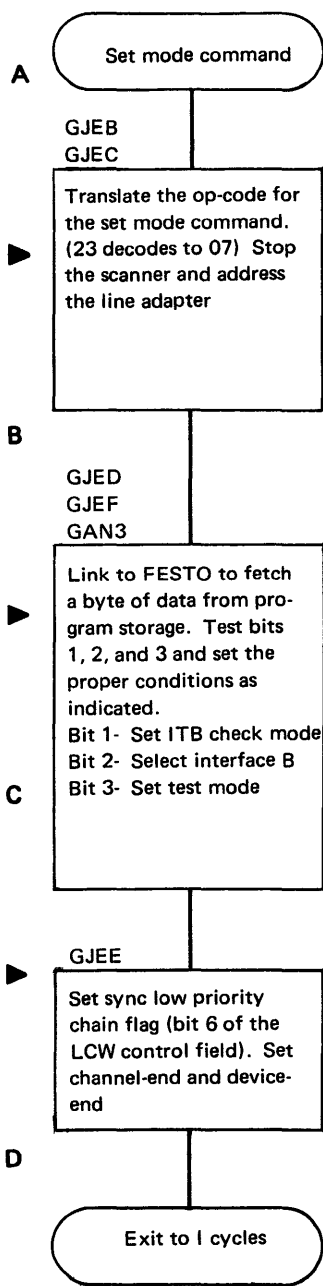 Set mode command
A
GJEB
GJEC
Translate the op-code for
the set mode command.
(23 decodes to 07) Stop
the scanner and address
the line adapter
B
GJED
GJEF
GAN3
Link to FESTO to fetch
a byte of data from pro-
gram storage. Test bits
1, 2, and 3 and set the
proper conditions as
indicated.
Bit 1- Set ITB check mode
Bit 2- Select interface B
Bit 3- Set test mode
C
GJEE
Set sync low priority
chain flag (bit 6 of the
LCW control field). Set
channel-end and device-
end
D
Exit to I cycles